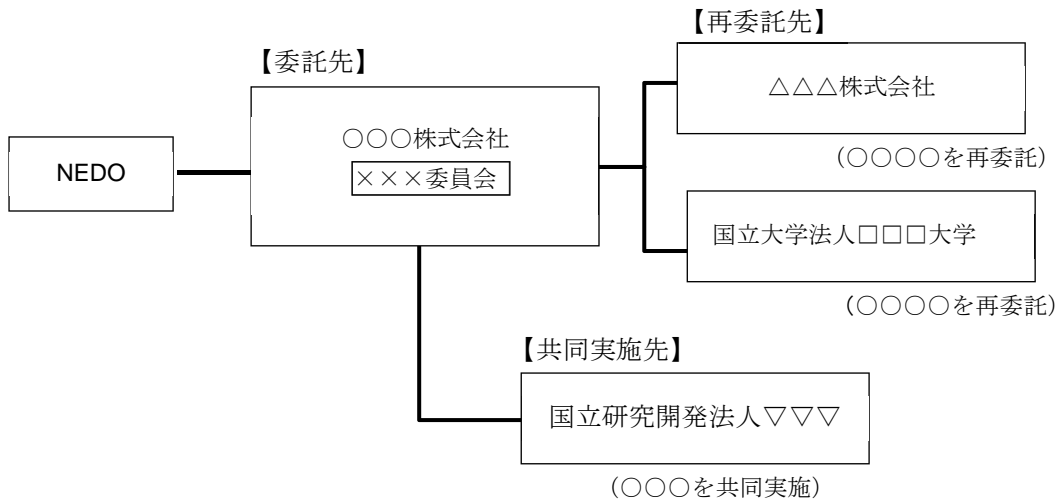 【再委託先】
【委託先】
△△△株式会社
○○○株式会社
NEDO
×××委員会
(○○○○を再委託)
国立大学法人□□□大学
(○○○○を再委託)
【共同実施先】
国立研究開発法人▽▽▽
(○○○を共同実施)